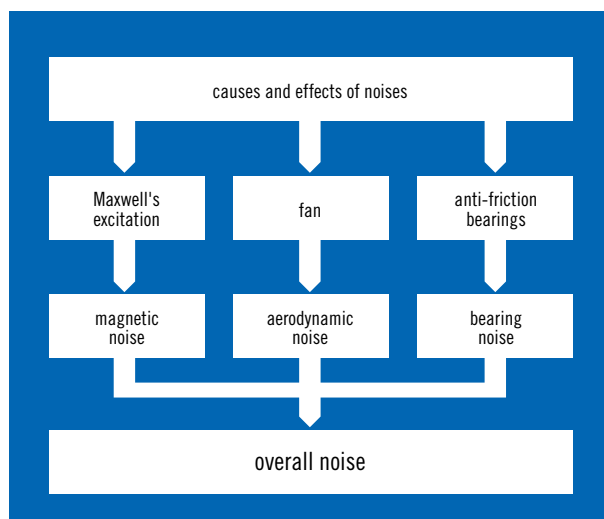 causes and effects of noises
Maxwell's
excitation
fan
anti-friction
bearings
magnetic
noise
aerodynamic
noise
bearing
noise
overall noise